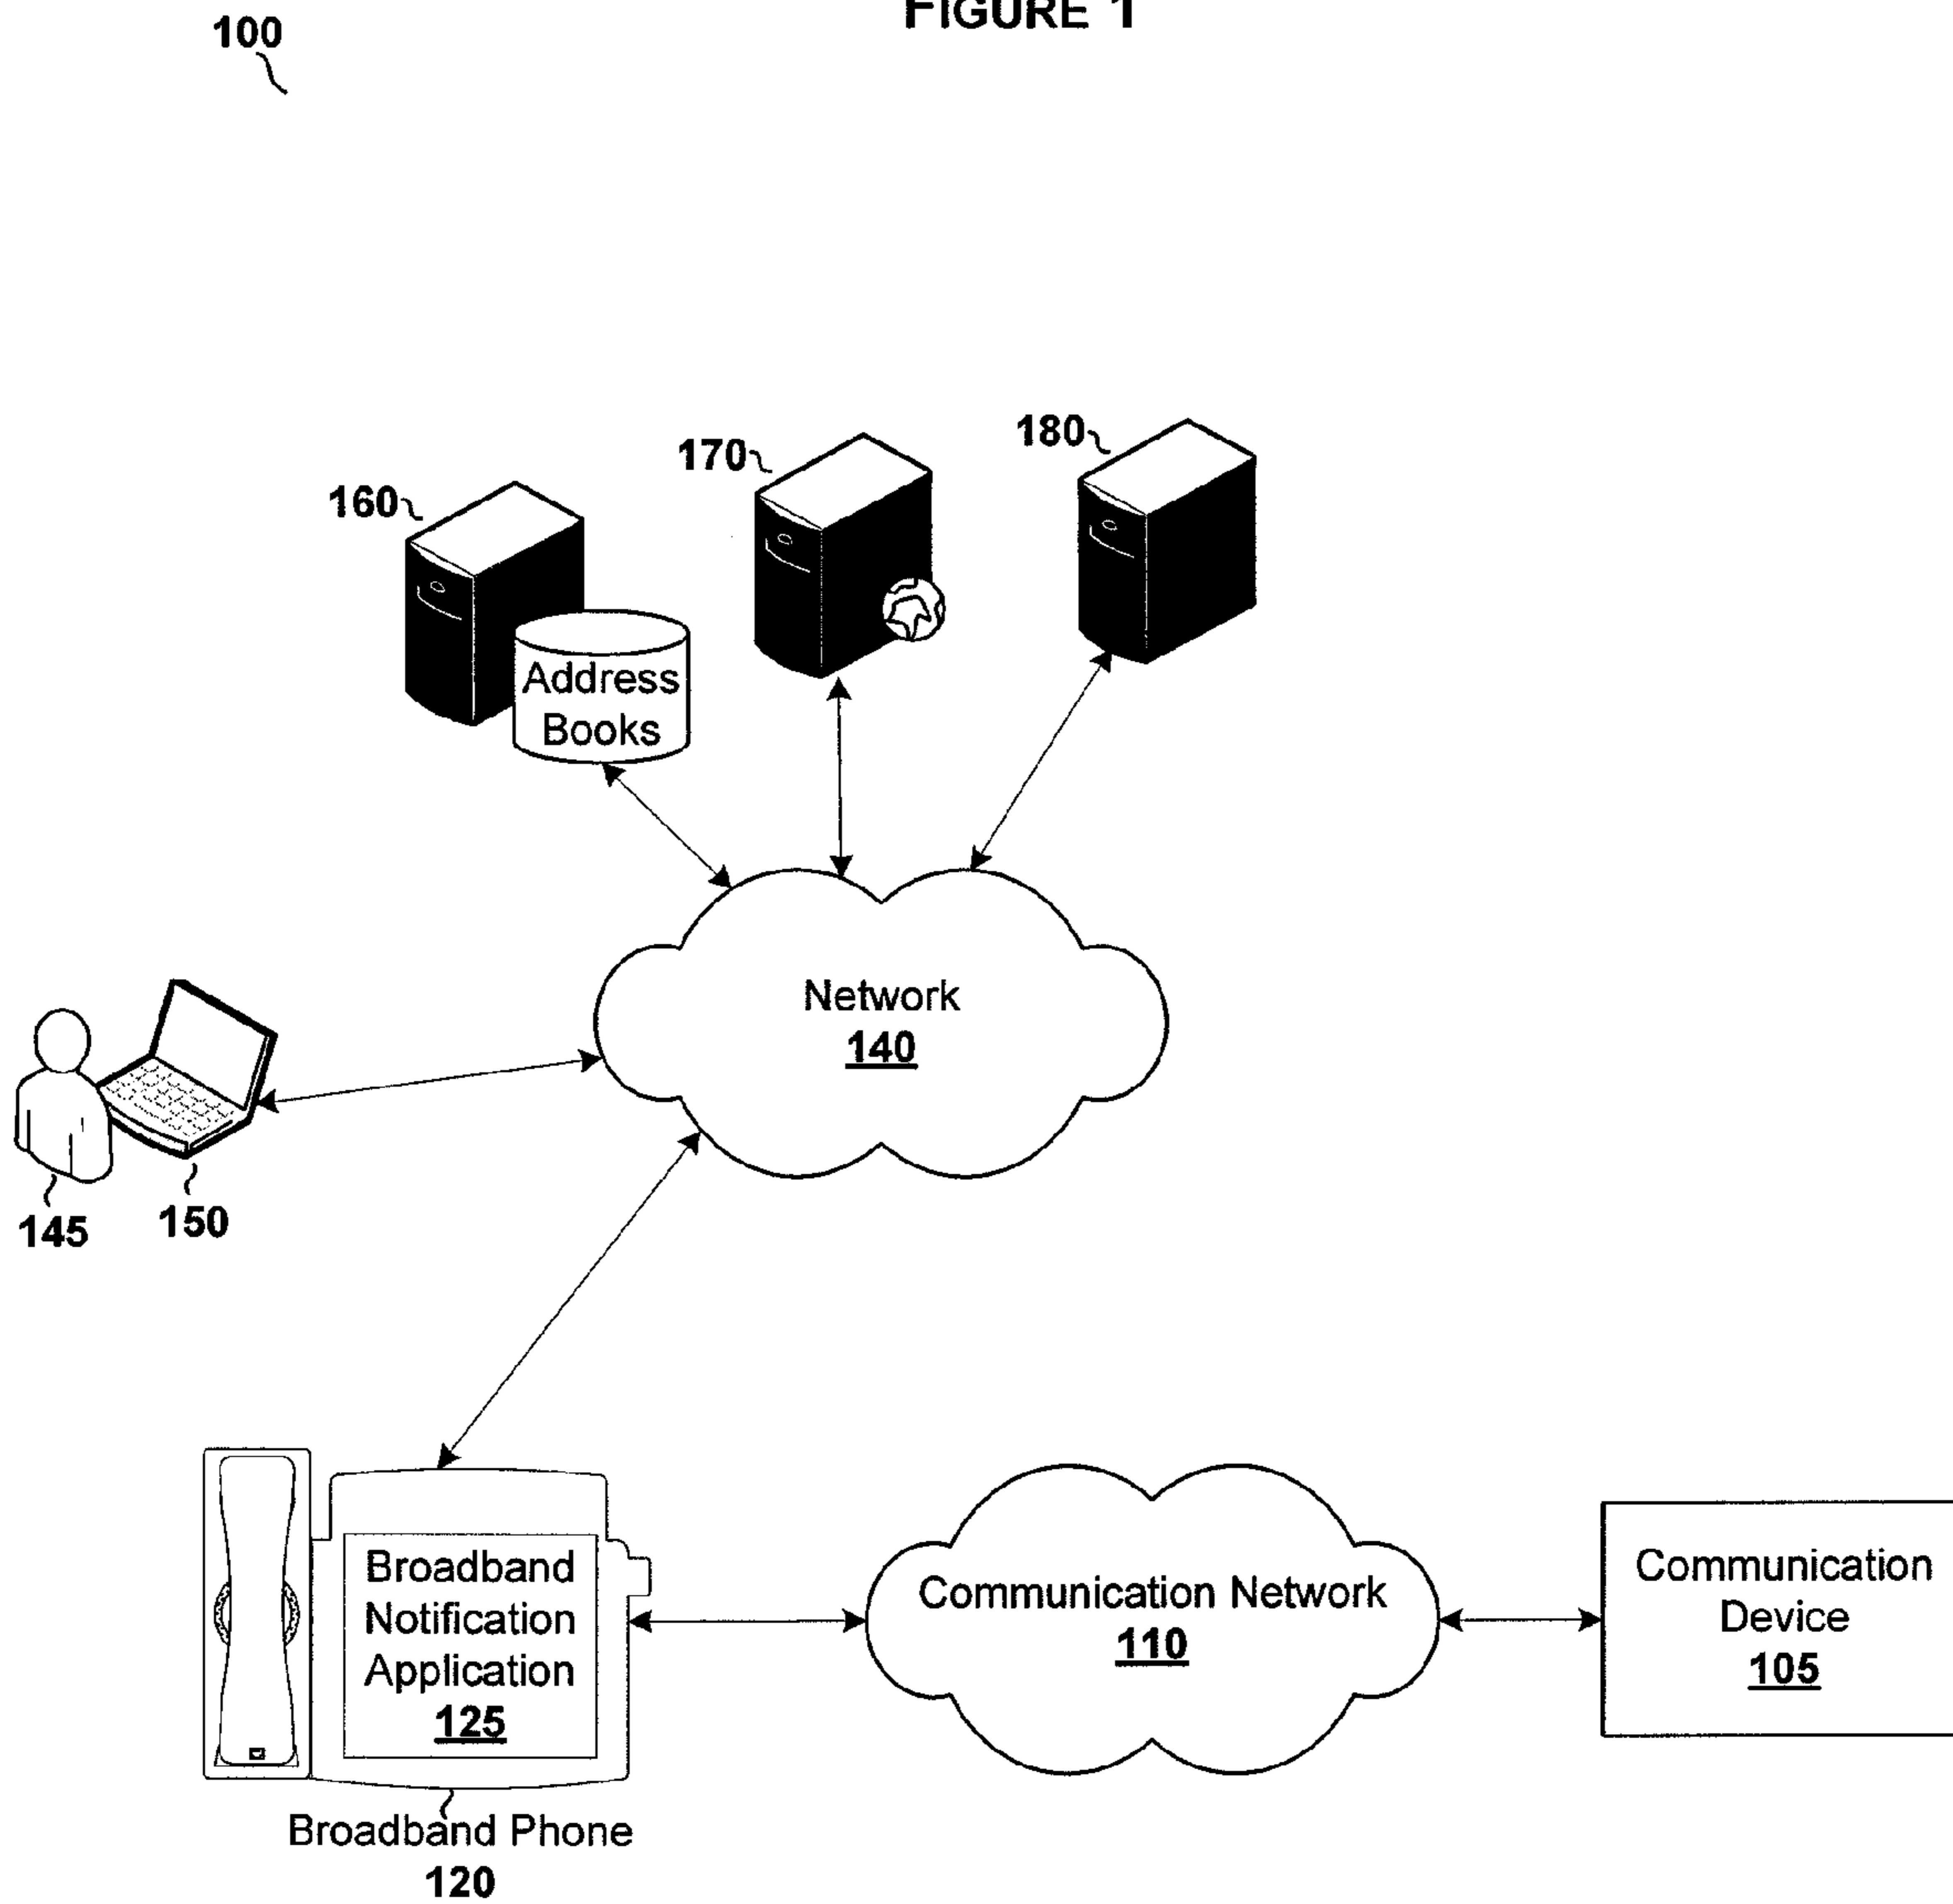 FIGURE 1
100
180
170
160
Address
Books
Network
140
145
150
Broadband
Notification
Application
125
Communication Network
110
Communication
Device
105
Broadband Phone
120